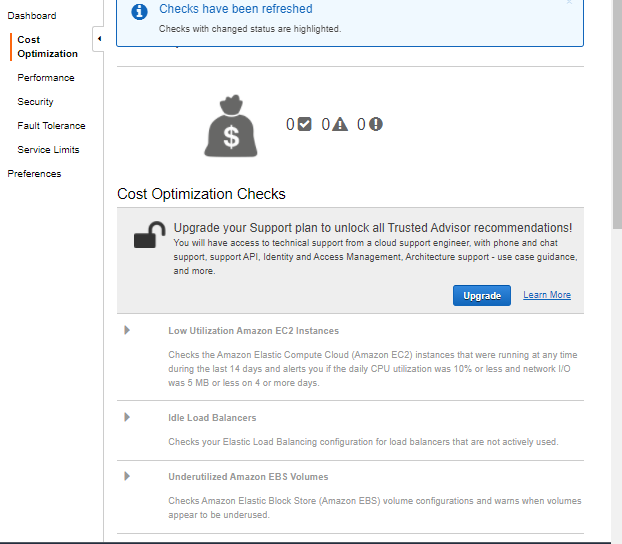 Dashboard
Cost
Optimization
Performance
Security
Fault Tolerance
Service Limits
Preferences
Checks have been refreshed
Checks with changed status are highlighted.
$
0 0 0
Cost Optimization Checks
Upgrade your Support plan to unlock all Trusted Advisor recommendations!
You will have access to technical support from a cloud support engineer, with phone and chat
support, support API, Identity and Access Management, Architecture support - use case guidance,
and more.
Upgrade Learn More
Low Utilization Amazon EC2 Instances
Checks the Amazon Elastic Compute Cloud (Amazon EC2) instances that were running at any time
during the last 14 days and alerts you if the daily CPU utilization was 10% or less and network I/O
was 5 MB or less on 4 or more days.
Idle Load Balancers
Checks your Elastic Load Balancing configuration for load balancers that are not actively used.
Underutilized Amazon EBS Volumes
Checks Amazon Elastic Block Store (Amazon EBS) volume configurations and warns when volumes
appear to be underused.